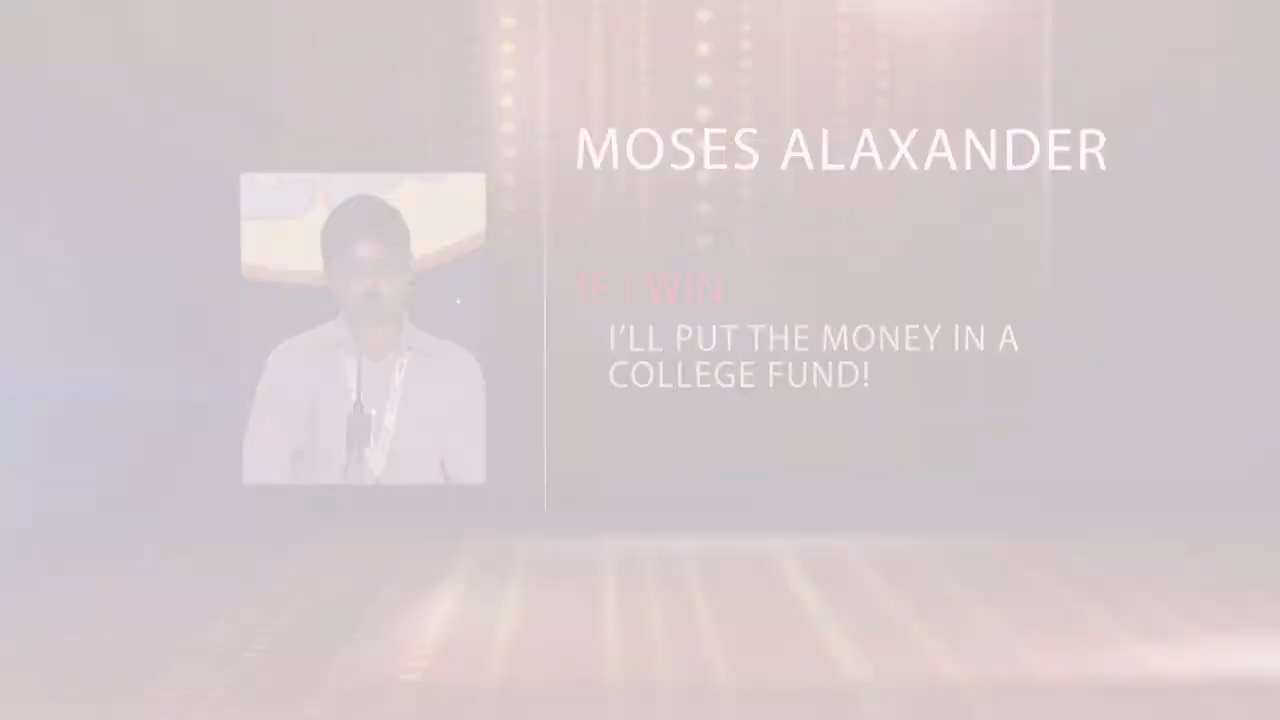 MOSES ALAXANDER
IF I WIN
I'LL PUT THE MONEY IN A
COLLEGE FUND!